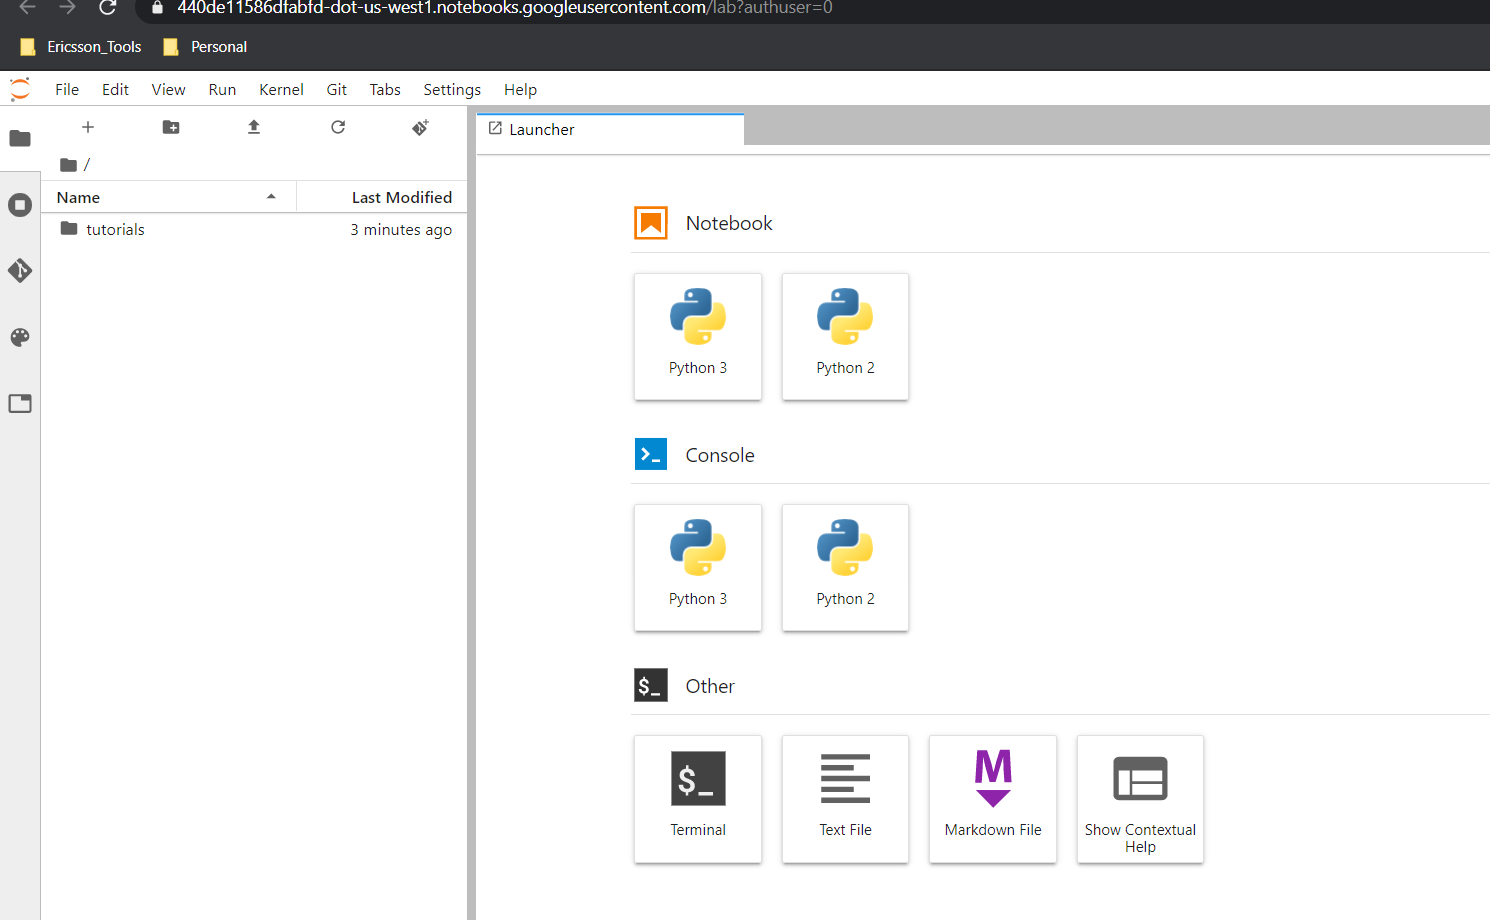 440de11586dfabfd-dot-us-west1.notebooks.googleusercontent.com/lab?authuser=0
Ericsson_Tools Personal
File Edit View Run Kernel Git Tabs Settings Help
Launcher
/
Name Last Modified
tutorials 3 minutes ago
Notebook
Python 3 Python 2
Console
Python 3 Python 2
$_ Other
$_
M
Terminal Text File Markdown File Show Contextual
Help